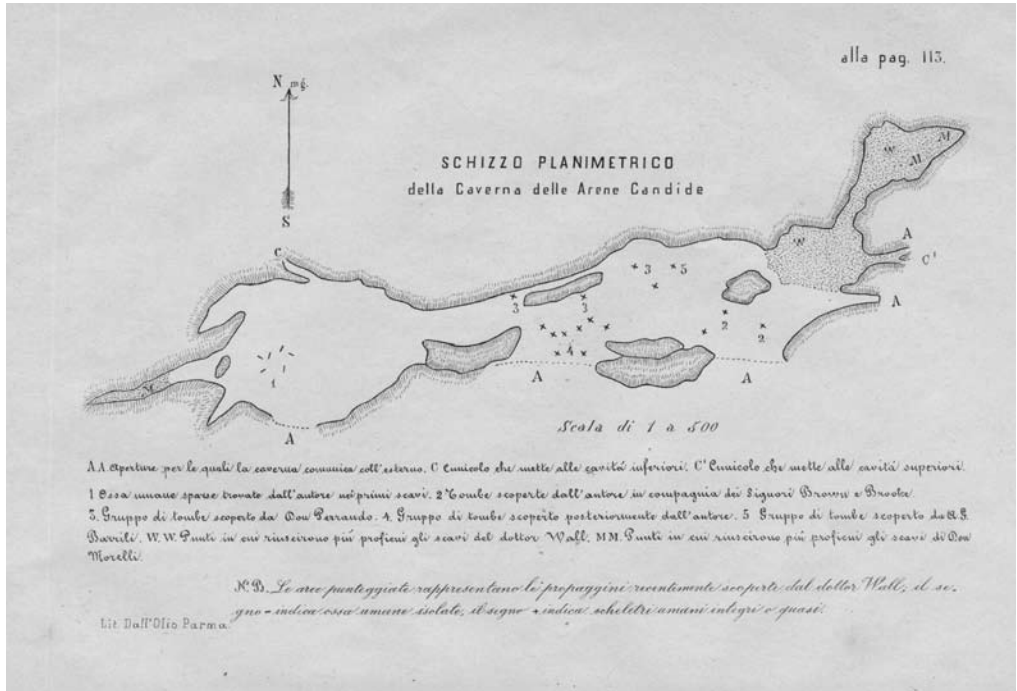 alla pag. 113.
N mg.
S
SCHIZZO PLANIMETRICO
della Caverna delle Arene Candide
W
M
M
A
C'
A
W
C
3
5
3
3
2
2
4
1
M
A
A
A
Scala di 1 a 500
A A. Aperture per le quali la caverna comunica coll'esterno. C Cunicolo che mette alle cavità inferiori. C' Cunicolo che mette alle cavità superiori.
1 Ossa umane sparse trovate dall'autore nei primi scavi. 2 Tombe scoperte dall'autore in compagnia dei Signori Brown e Brooke.
3. Gruppo di tombe scoperto da Don Perrando. 4. Gruppo di tombe scoperto posteriormente dall'autore. 5 Gruppo di tombe scoperto da A. G.
Barrili. W. W. Punti in cui riuscirono più proficui gli scavi del dottor Wall. MM. Punti in cui riuscirono più proficui gli scavi di Don
Morelli.
N.B. Le aree punteggiate rappresentano le propaggini recentemente scoperte dal dottor Wall; il se-
gno - indica ossa umane isolate; il segno + indica scheletri umani integri o quasi.
Lit. Dall'Olio Parma